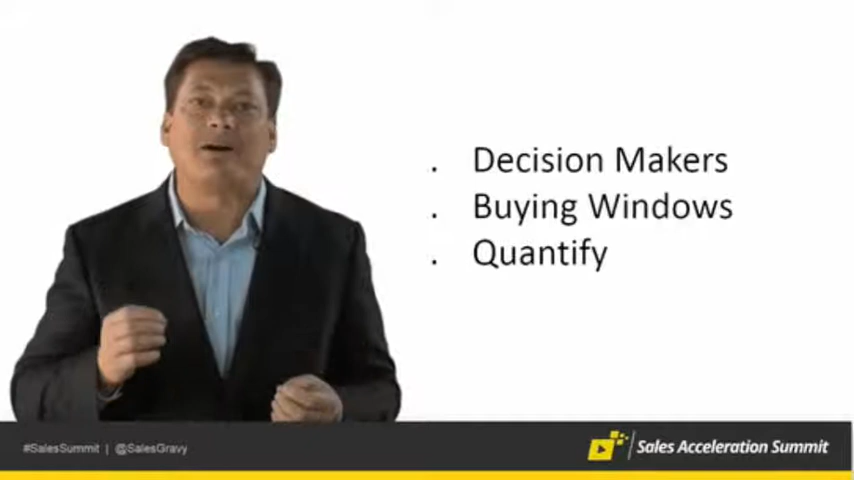 . Decision Makers
. Buying Windows
. Quantify
#SalesSummit | @SalesGravy
Sales Acceleration Summit